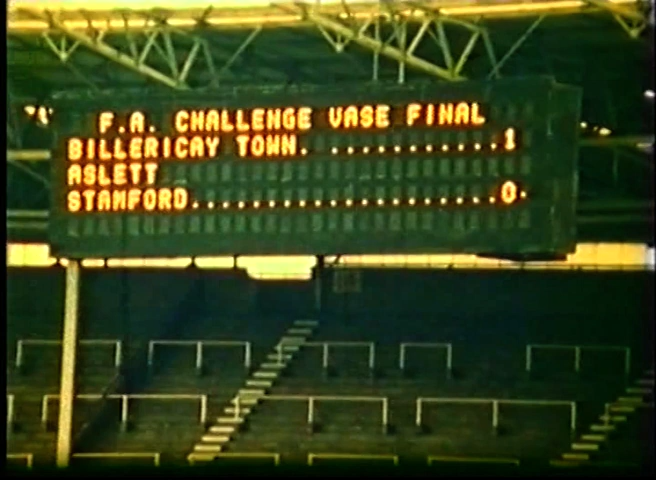 F.A. CHALLENGE VASE FINAL
BILLERICAY TOWN. ...........1
ASLETT
STAMFORD....................0.